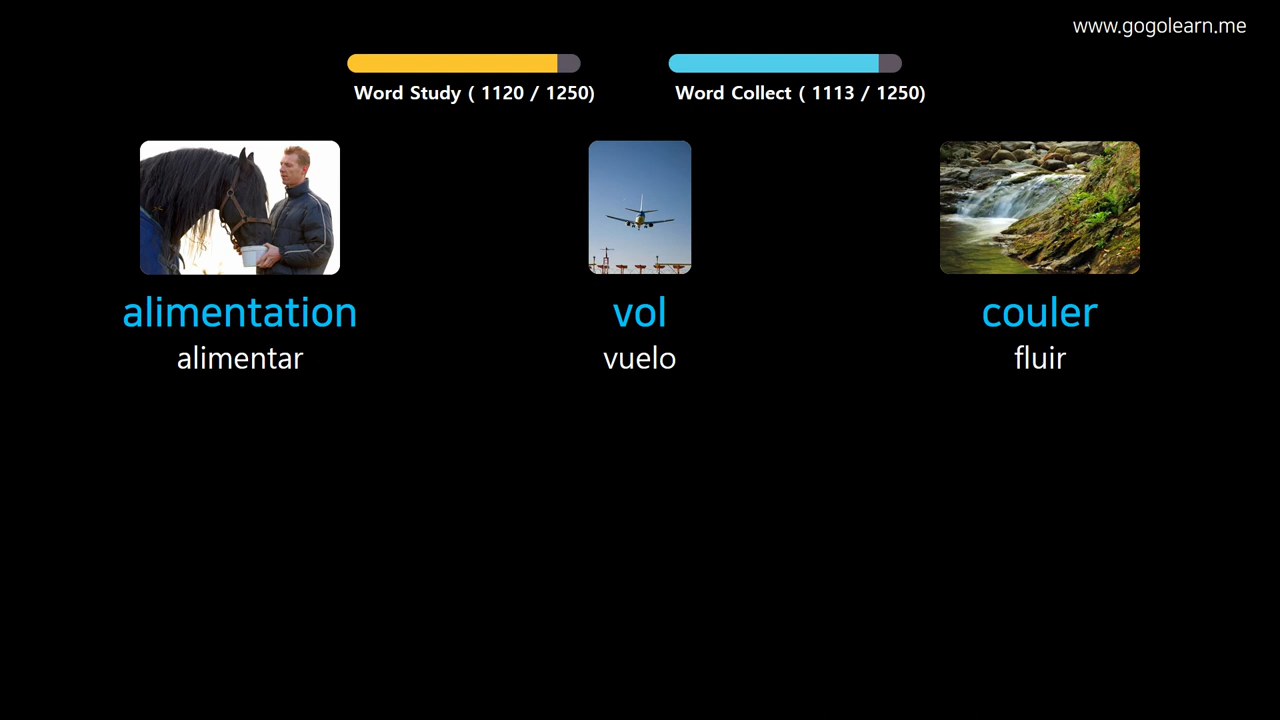 www.gogolearn.me
Word Study ( 1120 / 1250)
Word Collect ( 1113 / 1250)
alimentation
alimentar
vol
vuelo
couler
fluir